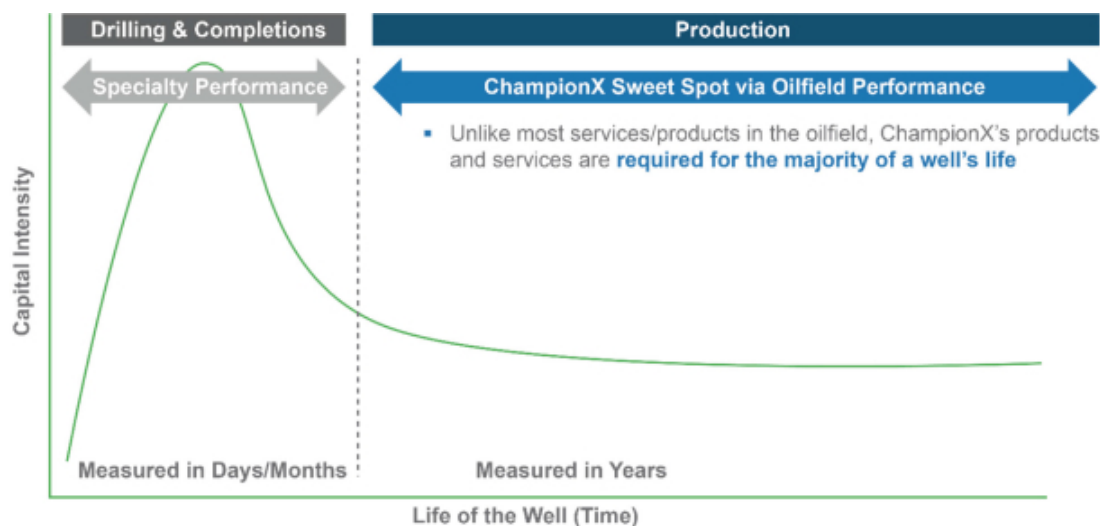 Drilling & Completions
Production
Specialty Performance
ChampionX Sweet Spot via Oilfield Performance
▪ Unlike most services/products in the oilfield, ChampionX's products
and services are required for the majority of a well's life
Capital Intensity
Measured in Days/Months
Measured in Years
Life of the Well (Time)